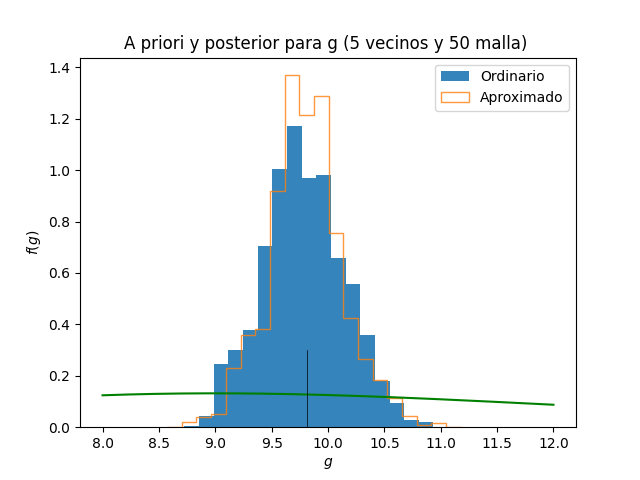 A priori y posterior para g (5 vecinos y 50 malla)
Ordinario
Aproximado
1.4
1.2
1.0
0.8
0.6
0.4
0.2
0.0
f(g)
8.0 8.5 9.0 9.5 10.0 10.5 11.0 11.5 12.0
g